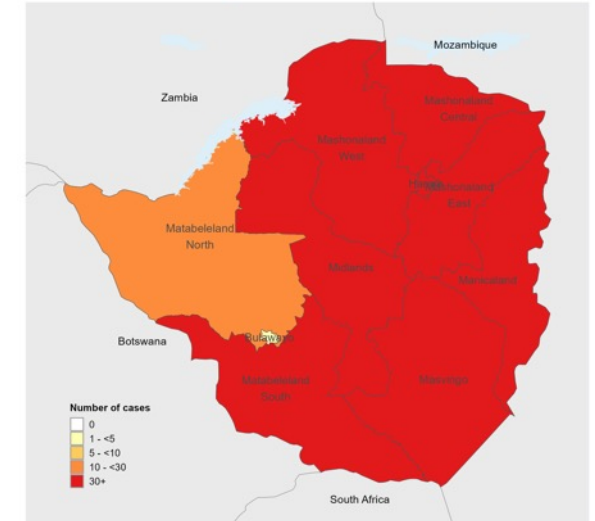 Mozambique
Zambia
Mashonaland
Central
Mashonaland
West
Harare
Mashonaland
East
Matabeleland
North
Midlands
Manicaland
Bulawayo
Botswana
Matabeleland
South
Masvingo
Number of cases
0
1 - <5
5 - <10
10 - <30
30+
South Africa